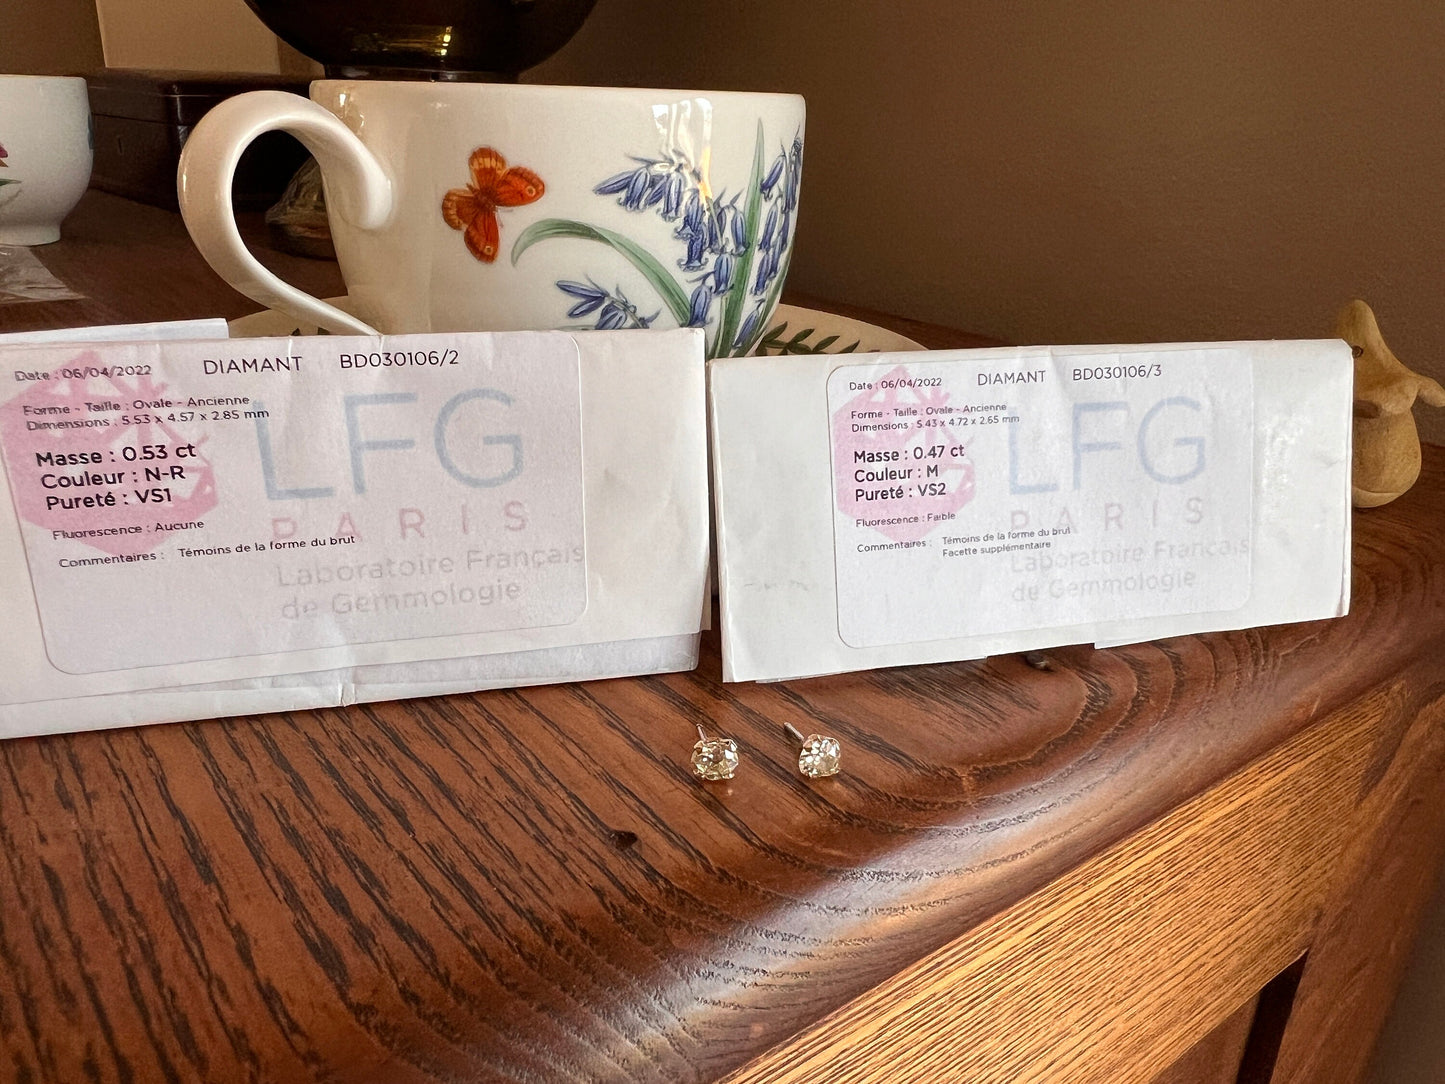 Date : 06/04/2022 DIAMANT BD030106/2
Forme - Taille : Ovale - Ancienne
Dimensions : 5.53 x 4.57 x 2.85 mm
Masse : 0.53 ct
Couleur : N-R
Pureté : VS1
Fluorescence : Aucune
Commentaires : Témoins de la forme du brut
LFG
PARIS
Laboratoire Français
de Gemmologie
Date : 06/04/2022 DIAMANT BD030106/3
Forme - Taille : Ovale - Ancienne
Dimensions : 5.43 x 4.72 x 2.65 mm
Masse : 0.47 ct
Couleur : M
Pureté : VS2
Fluorescence : Faible
Commentaires : Témoins de la forme du brut
Facette supplémentaire
LFG
PARIS
Laboratoire Français
de Gemmologie